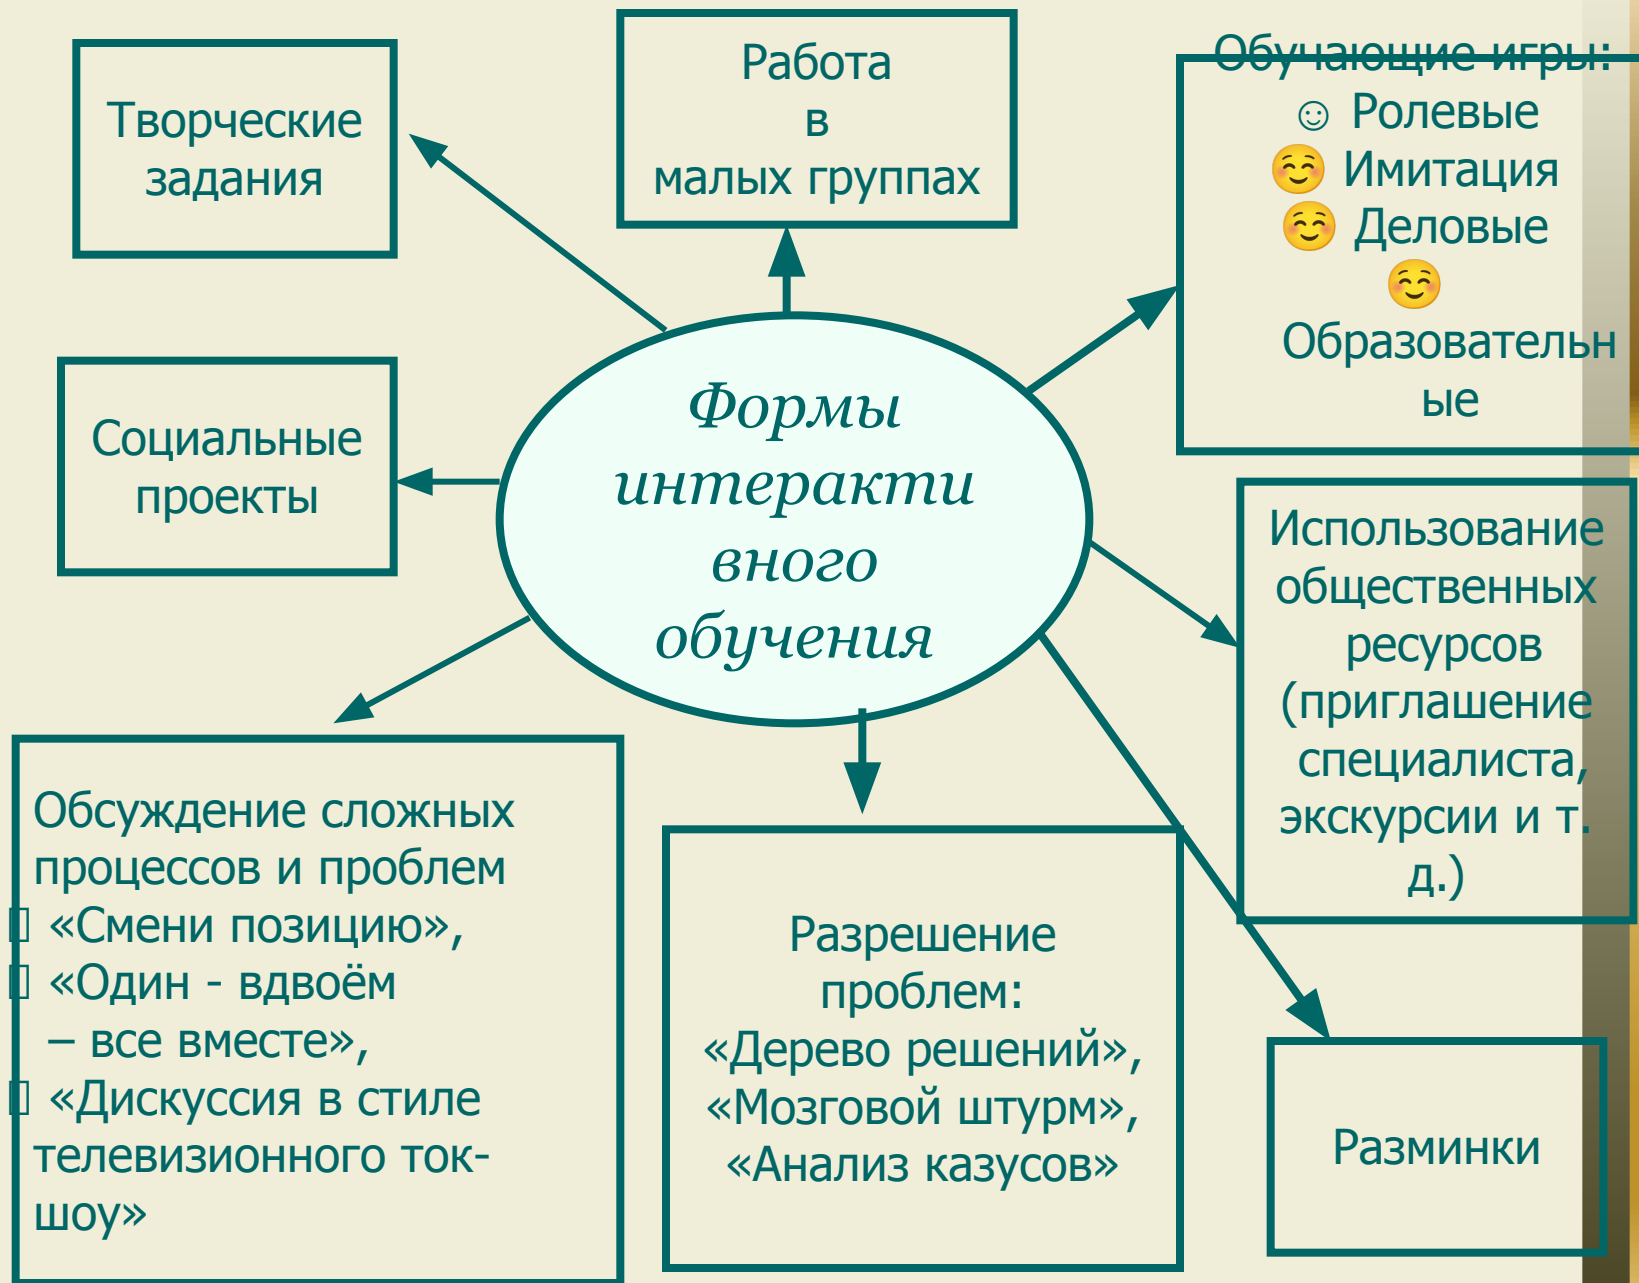 Творческие
задания
Работа
в
малых группах
Обучающие игры:
☺ Ролевые
☺ Имитация
☺ Деловые
☺
Образовательн
ые
Социальные
проекты
Формы
интеракти
вного
обучения
Использование
общественных
ресурсов
(приглашение
специалиста,
экскурсии и т.
д.)
Обсуждение сложных
процессов и проблем
«Смени позицию»,
«Один - вдвоём
– все вместе»,
«Дискуссия в стиле
телевизионного ток-
шоу»
Разрешение
проблем:
«Дерево решений»,
«Мозговой штурм»,
«Анализ казусов»
Разминки